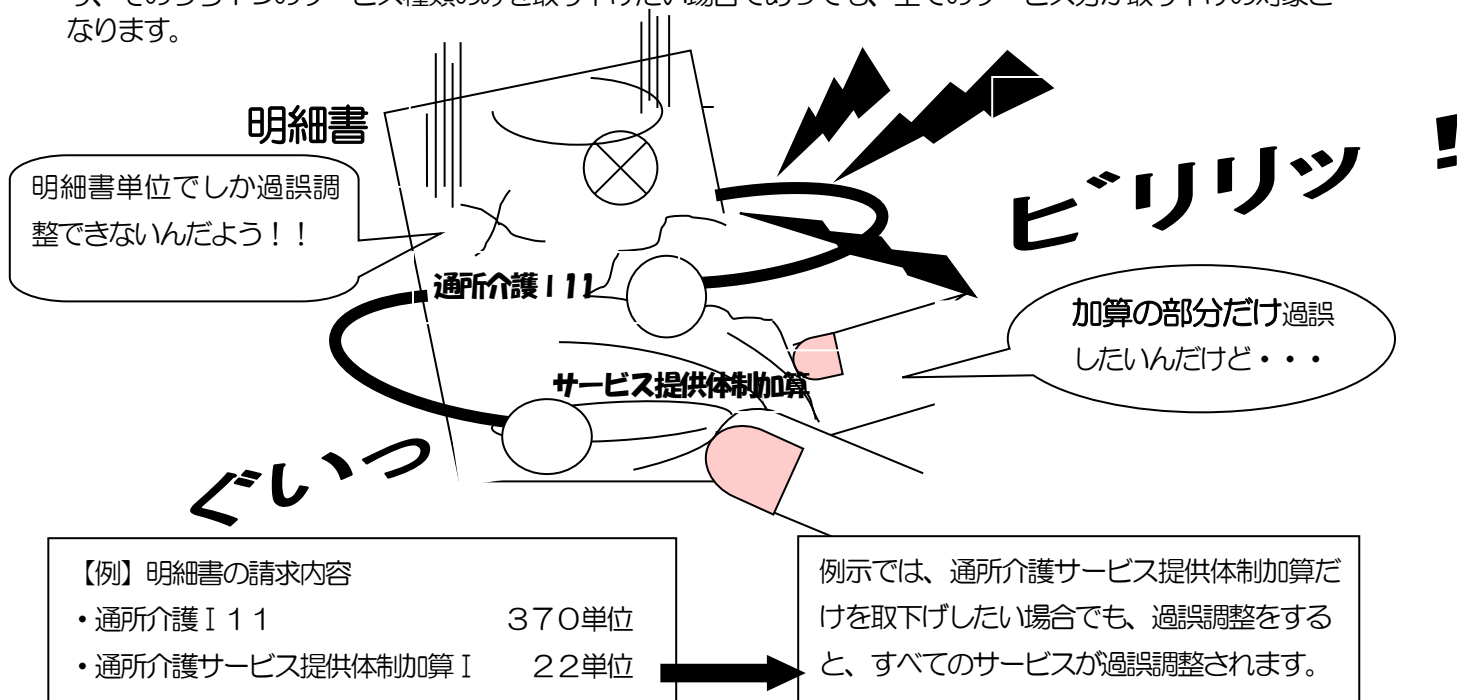 、そのうち１つのサービス種類のみを取り下げたい場合であっても、全てのサービス分が取り下げの対象と
なります。
明細書
明細書単位でしか過誤調
整できないんだよう！！
ビリリッ！
通所介護Ⅰ11
加算の部分だけ過誤
したいんだけど・・・
サービス提供体制加算
ぐいっ
【例】明細書の請求内容
・通所介護Ⅰ１１ ３７０単位
・通所介護サービス提供体制加算Ⅰ ２２単位
例示では、通所介護サービス提供体制加算だ
けを取下げしたい場合でも、過誤調整をする
と、すべてのサービスが過誤調整されます。